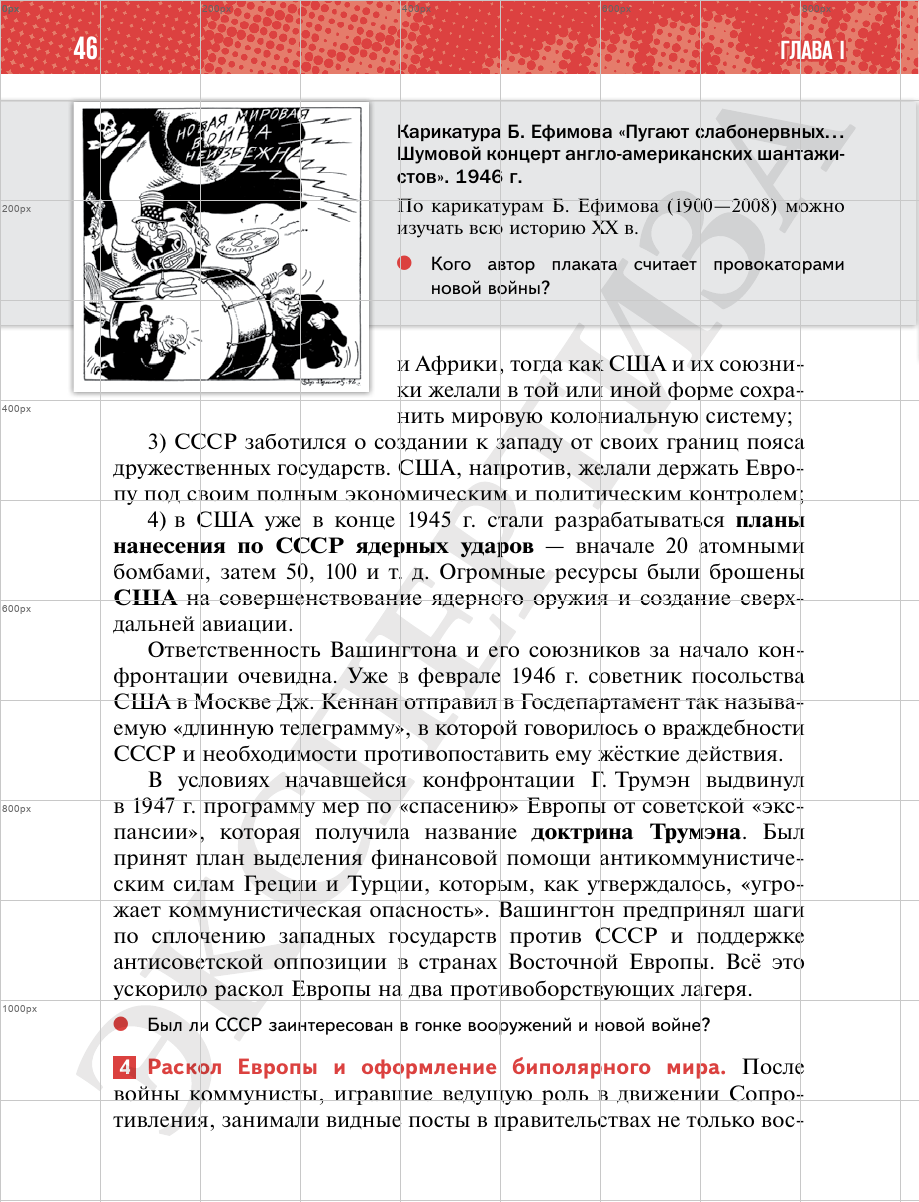 46
ГЛАВА I
НОВАЯ МИРОВАЯ
ВОЙНА
НЕИЗБЕЖНА
ДОЛЛАР
Карикатура Б. Ефимова «Пугают слабонервных...
Шумовой концерт англо-американских шантажи-
стов». 1946 г.
По карикатурам Б. Ефимова (1900—2008) можно
изучать всю историю XX в.
Кого автор плаката считает провокаторами
новой войны?
и Африки, тогда как США и их союзни-
ки желали в той или иной форме сохра-
нить мировую колониальную систему;
3) СССР заботился о создании к западу от своих границ пояса
дружественных государств. США, напротив, желали держать Евро-
пу под своим полным экономическим и политическим контролем;
4) в США уже в конце 1945 г. стали разрабатываться планы
нанесения по СССР ядерных ударов — вначале 20 атомными
бомбами, затем 50, 100 и т. д. Огромные ресурсы были брошены
США на совершенствование ядерного оружия и создание сверх-
дальней авиации.
Ответственность Вашингтона и его союзников за начало кон-
фронтации очевидна. Уже в феврале 1946 г. советник посольства
США в Москве Дж. Кеннан отправил в Госдепартамент так называ-
емую «длинную телеграмму», в которой говорилось о враждебности
СССР и необходимости противопоставить ему жёсткие действия.
В условиях начавшейся конфронтации Г. Трумэн выдвинул
в 1947 г. программу мер по «спасению» Европы от советской «экс-
пансии», которая получила название доктрина Трумэна. Был
принят план выделения финансовой помощи антикоммунистиче-
ским силам Греции и Турции, которым, как утверждалось, «угро-
жает коммунистическая опасность». Вашингтон предпринял шаги
по сплочению западных государств против СССР и поддержке
антисоветской оппозиции в странах Восточной Европы. Всё это
ускорило раскол Европы на два противоборствующих лагеря.
Был ли СССР заинтересован в гонке вооружений и новой войне?
4 Раскол Европы и оформление биполярного мира. После
войны коммунисты, игравшие ведущую роль в движении Сопро-
тивления, занимали видные посты в правительствах не только вос-
ЭКСПЕРТИЗА
200px
400px
600px
800px
1000px